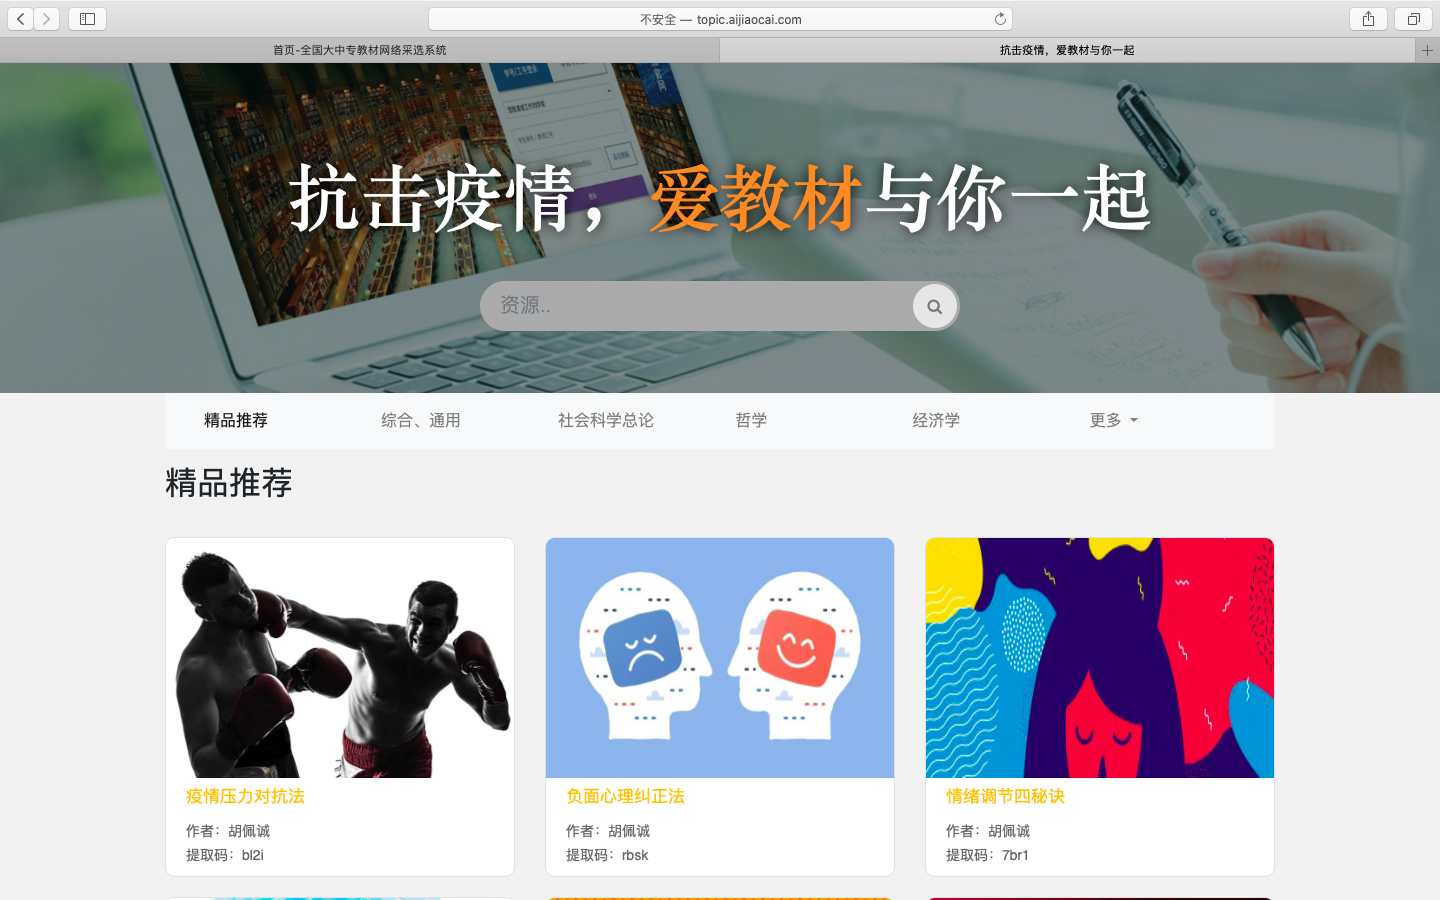 不安全 — topic.aijiaocai.com
首页-全国大中专教材网络采选系统
抗击疫情，爱教材与你一起
抗击疫情，爱教材与你一起
资源..
精品推荐
综合、通用
社会科学总论
哲学
经济学
更多
精品推荐
疫情压力对抗法
作者：胡佩诚
提取码：bl2i
负面心理纠正法
作者：胡佩诚
提取码：rbsk
情绪调节四秘诀
作者：胡佩诚
提取码：7br1